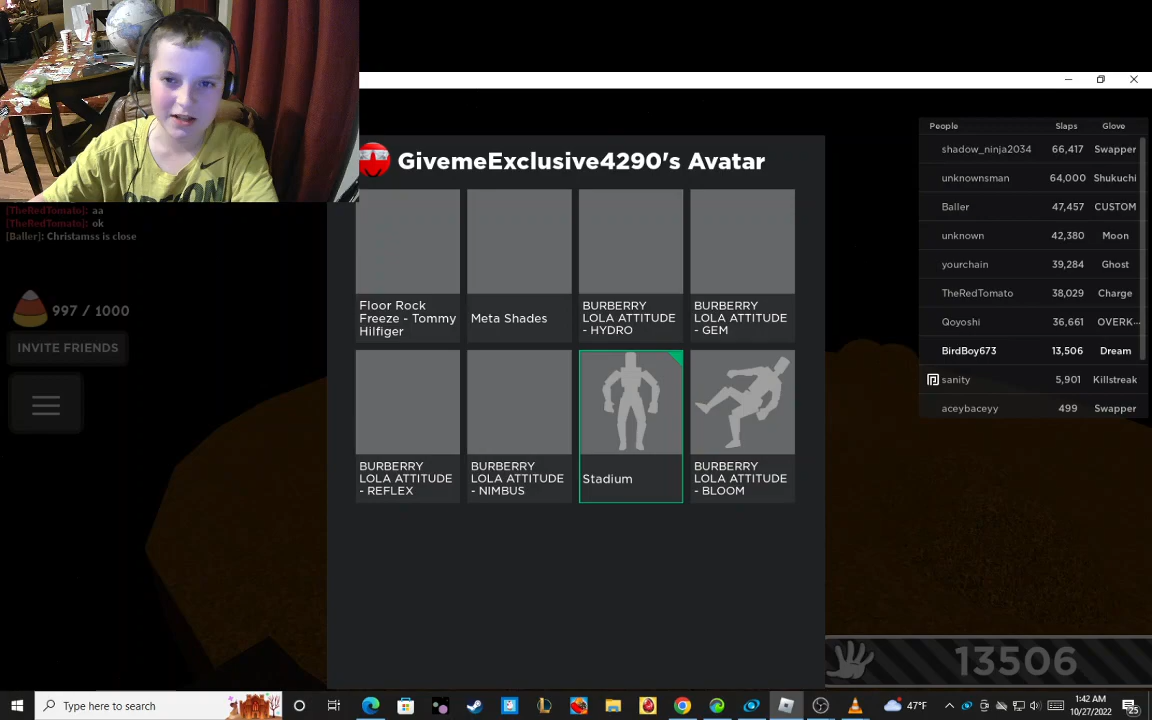 [TheRedTomato]: aa
[TheRedTomato]: ok
[Baller]: Christamss is close
997 / 1000
INVITE FRIENDS
GivemeExclusive4290's Avatar
Floor Rock
Freeze - Tommy
Hilfiger
Meta Shades
BURBERRY
LOLA ATTITUDE
- HYDRO
BURBERRY
LOLA ATTITUDE
- GEM
BURBERRY
LOLA ATTITUDE
- REFLEX
BURBERRY
LOLA ATTITUDE
- NIMBUS
Stadium
BURBERRY
LOLA ATTITUDE
- BLOOM
People Slaps Glove
shadow_ninja2034 66,417 Swapper
unknownsman 64,000 Shukuchi
Baller 47,457 CUSTOM
unknown 42,380 Moon
yourchain 39,284 Ghost
TheRedTomato 38,029 Charge
Qoyoshi 36,661 OVERK...
BirdBoy673 13,506 Dream
sanity 5,901 Killstreak
aceybaceyy 499 Swapper
13506
Type here to search
47°F
1:42 AM
10/27/2022
25